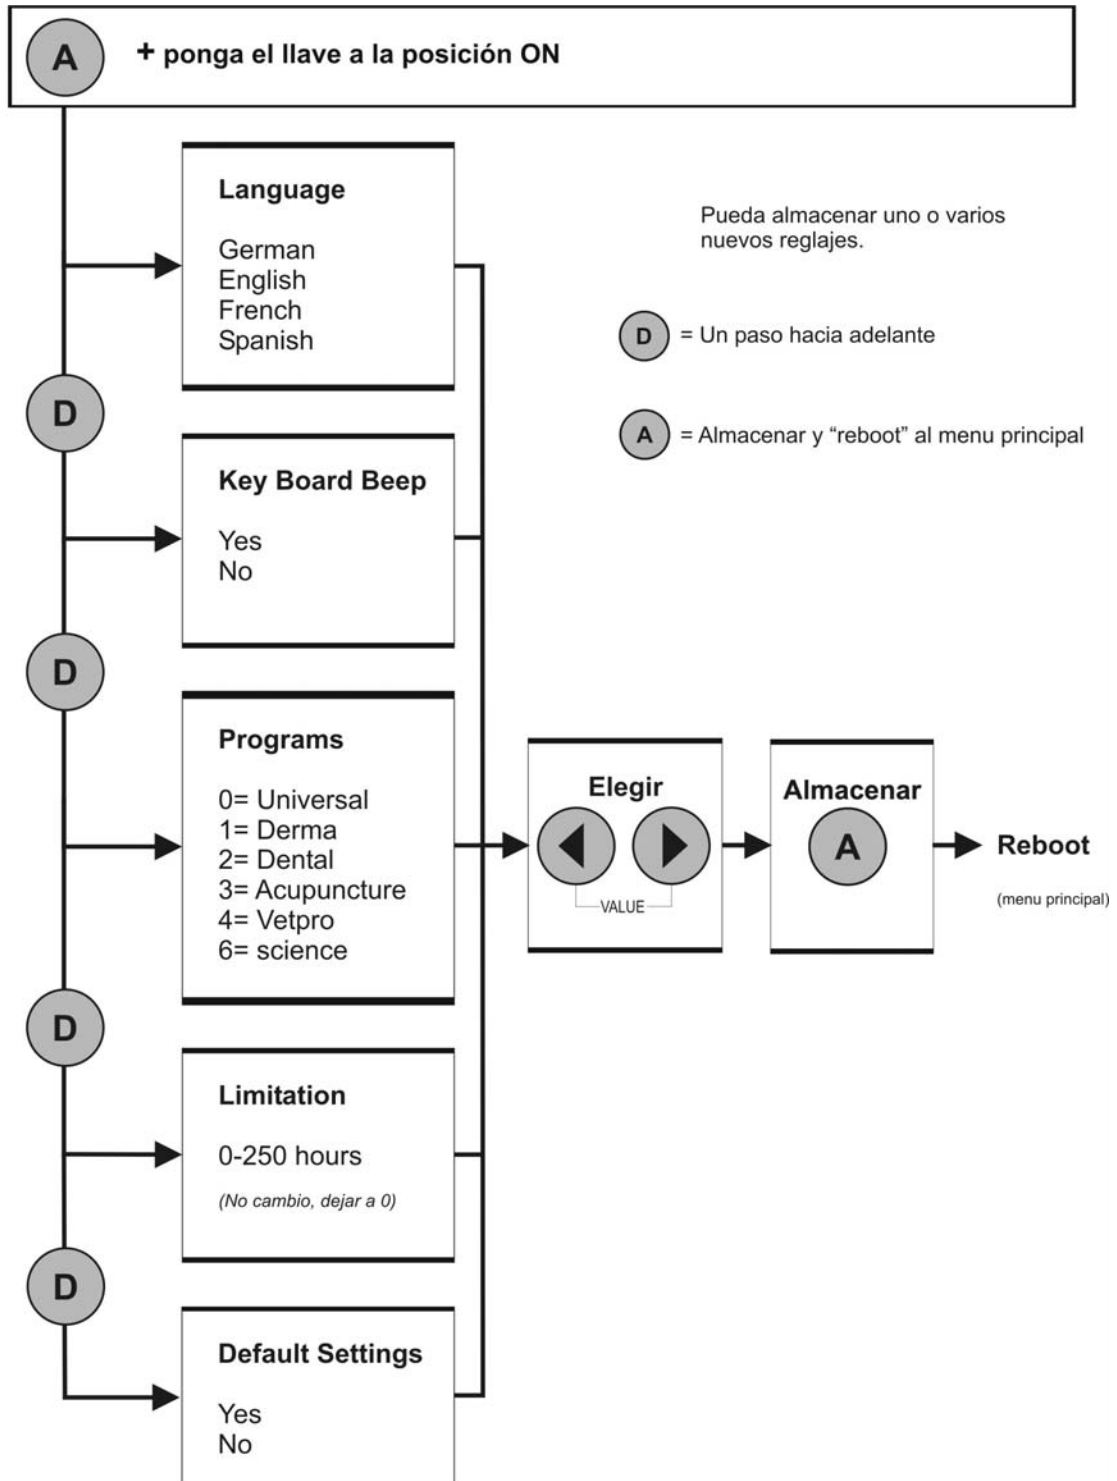 A + ponga el llave a la posición ON
Language
German
English
French
Spanish
Pueda almacenar uno o varios
nuevos reglajes.
D = Un paso hacia adelante
A = Almacenar y “reboot” al menu principal
D
Key Board Beep
Yes
No
D
Programs
0= Universal
1= Derma
2= Dental
3= Acupuncture
4= Vetpro
6= science
Elegir
VALUE
Almacenar
A
Reboot
(menu principal)
D
Limitation
0-250 hours
(No cambio, dejar a 0)
D
Default Settings
Yes
No